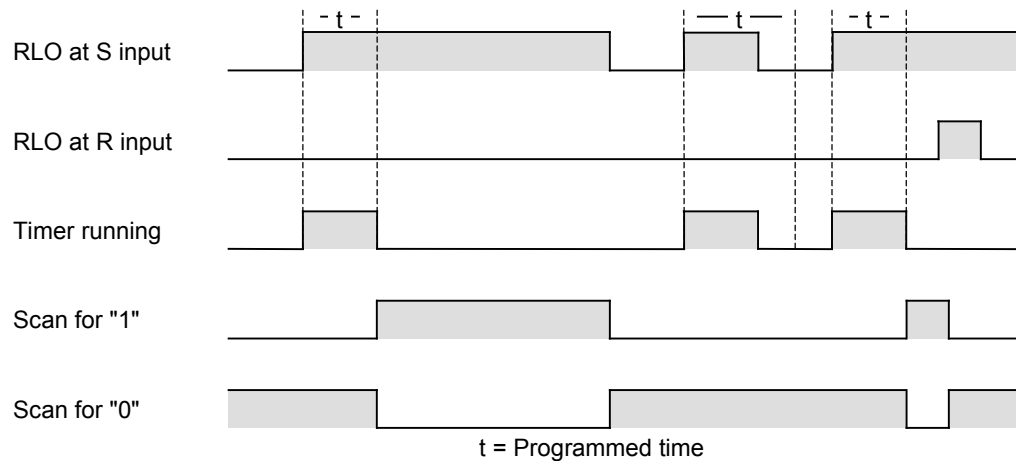 t t t
RLO at S input
RLO at R input
Timer running
Scan for "1"
Scan for "0"
t = Programmed time